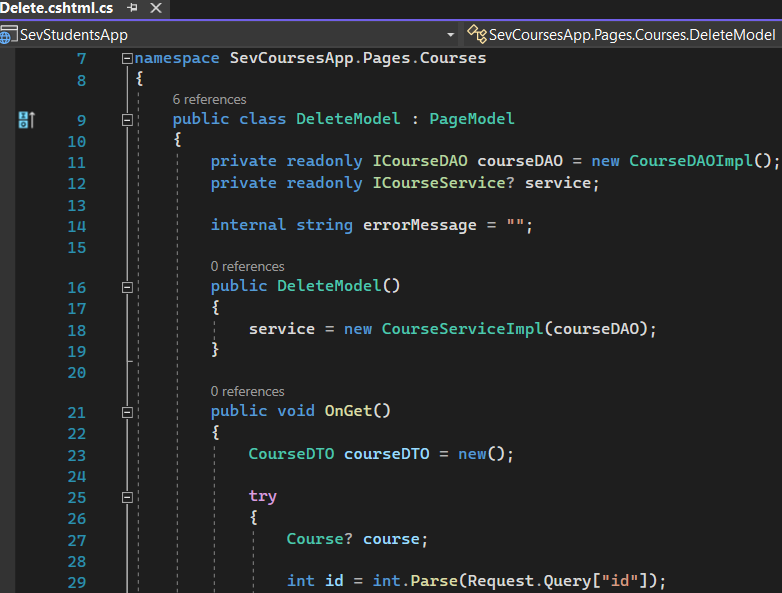 Delete.cshtml.cs
SevStudentsApp SevCoursesApp.Pages.Courses.DeleteModel
7 namespace SevCoursesApp.Pages.Courses
8 {
6 references
9 public class DeleteModel : PageModel
10 {
11 private readonly ICourseDAO courseDAO = new CourseDAOImpl();
12 private readonly ICourseService? service;
13
14 internal string errorMessage = "";
15
0 references
16 public DeleteModel()
17 {
18 service = new CourseServiceImpl(courseDAO);
19 }
20
0 references
21 public void OnGet()
22 {
23 CourseDTO courseDTO = new();
24
25 try
26 {
27 Course? course;
28
29 int id = int.Parse(Request.Query["id"]);